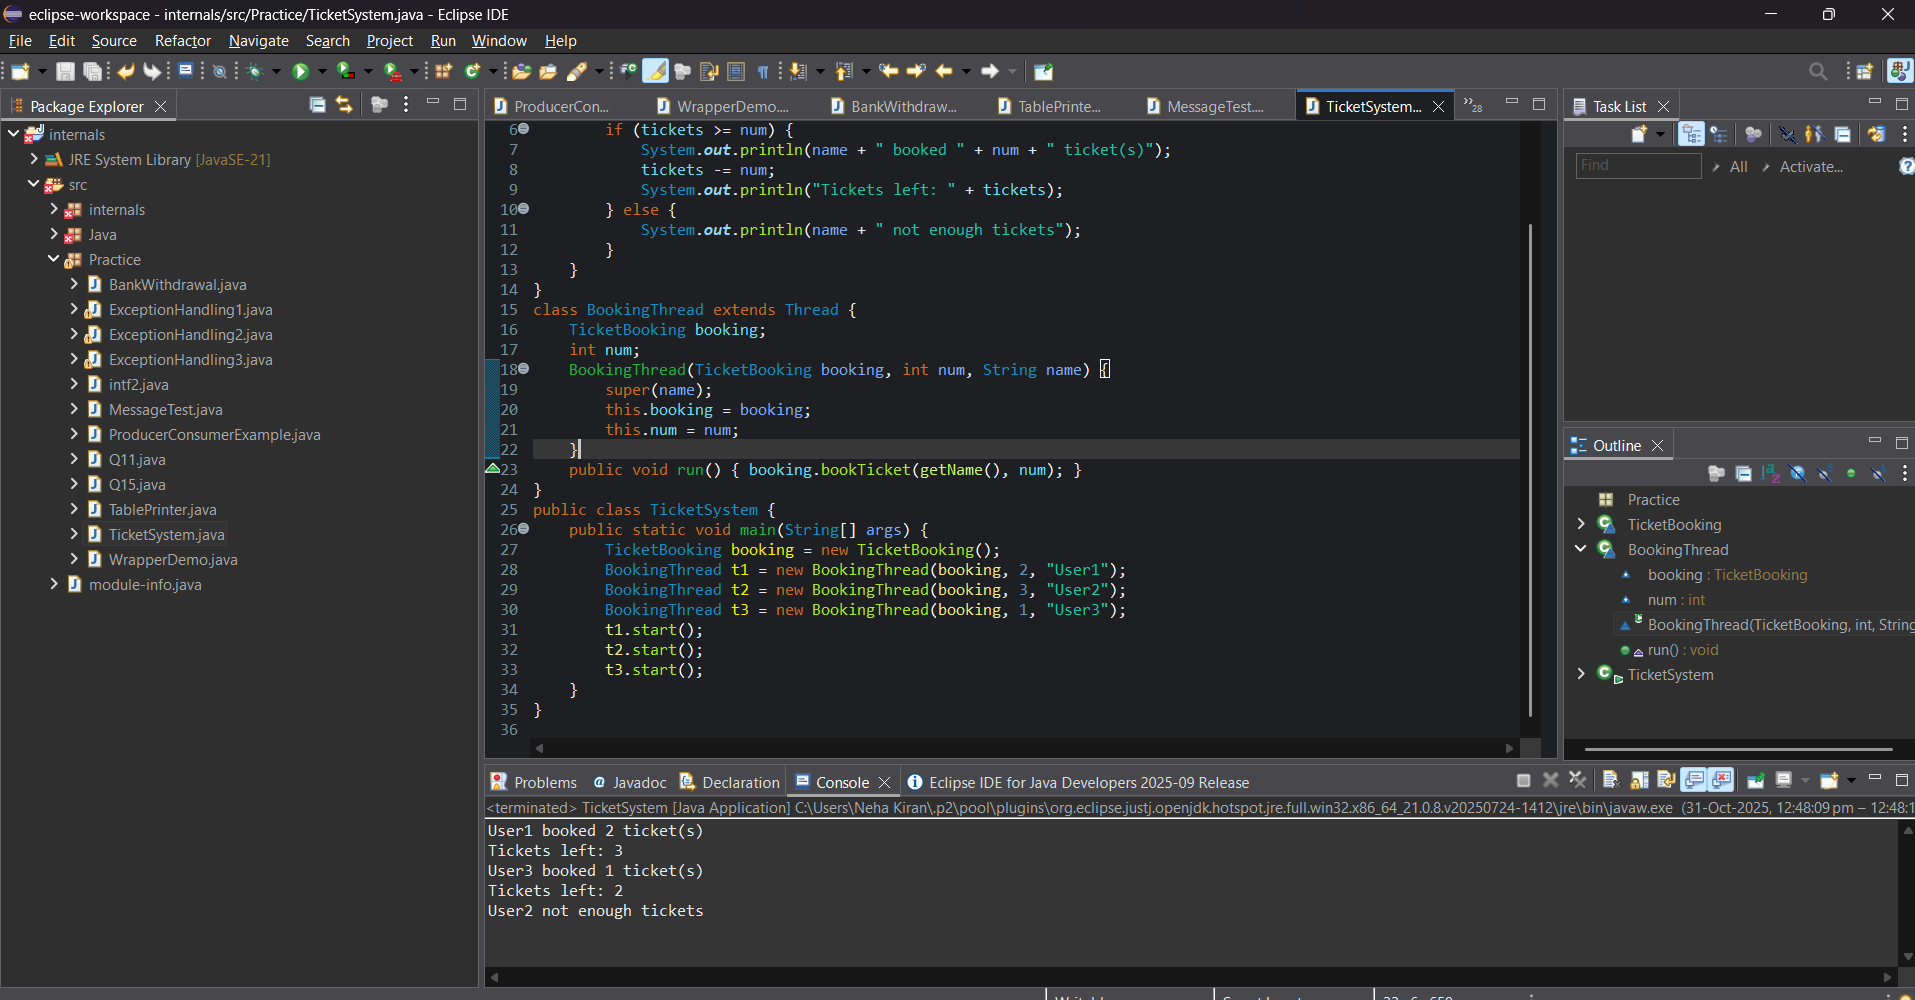 eclipse-workspace - internals/src/Practice/TicketSystem.java - Eclipse IDE
File Edit Source Refactor Navigate Search Project Run Window Help
Package Explorer
internals
JRE System Library [JavaSE-21]
src
internals
Java
Practice
BankWithdrawal.java
ExceptionHandling1.java
ExceptionHandling2.java
ExceptionHandling3.java
intf2.java
MessageTest.java
ProducerConsumerExample.java
Q11.java
Q15.java
TablePrinter.java
TicketSystem.java
WrapperDemo.java
module-info.java
ProducerCon... WrapperDemo.... BankWithdraw... TablePrinte... MessageTest.... TicketSystem... »28
6 if (tickets >= num) {
7 System.out.println(name + " booked " + num + " ticket(s)");
8 tickets -= num;
9 System.out.println("Tickets left: " + tickets);
10 } else {
11 System.out.println(name + " not enough tickets");
12 }
13 }
14 }
15 class BookingThread extends Thread {
16 TicketBooking booking;
17 int num;
18 BookingThread(TicketBooking booking, int num, String name) {
19 super(name);
20 this.booking = booking;
21 this.num = num;
22 }
23 public void run() { booking.bookTicket(getName(), num); }
24 }
25 public class TicketSystem {
26 public static void main(String[] args) {
27 TicketBooking booking = new TicketBooking();
28 BookingThread t1 = new BookingThread(booking, 2, "User1");
29 BookingThread t2 = new BookingThread(booking, 3, "User2");
30 BookingThread t3 = new BookingThread(booking, 1, "User3");
31 t1.start();
32 t2.start();
33 t3.start();
34 }
35 }
36
Task List
Find All Activate...
Outline
Practice
TicketBooking
BookingThread
booking : TicketBooking
num : int
BookingThread(TicketBooking, int, String
run() : void
TicketSystem
Problems Javadoc Declaration Console Eclipse IDE for Java Developers 2025-09 Release
<terminated> TicketSystem [Java Application] C:\Users\Neha Kiran\.p2\pool\plugins\org.eclipse.justj.openjdk.hotspot.jre.full.win32.x86_64_21.0.8.v20250724-1412\jre\bin\javaw.exe (31-Oct-2025, 12:48:09 pm – 12:48:1
User1 booked 2 ticket(s)
Tickets left: 3
User3 booked 1 ticket(s)
Tickets left: 2
User2 not enough tickets